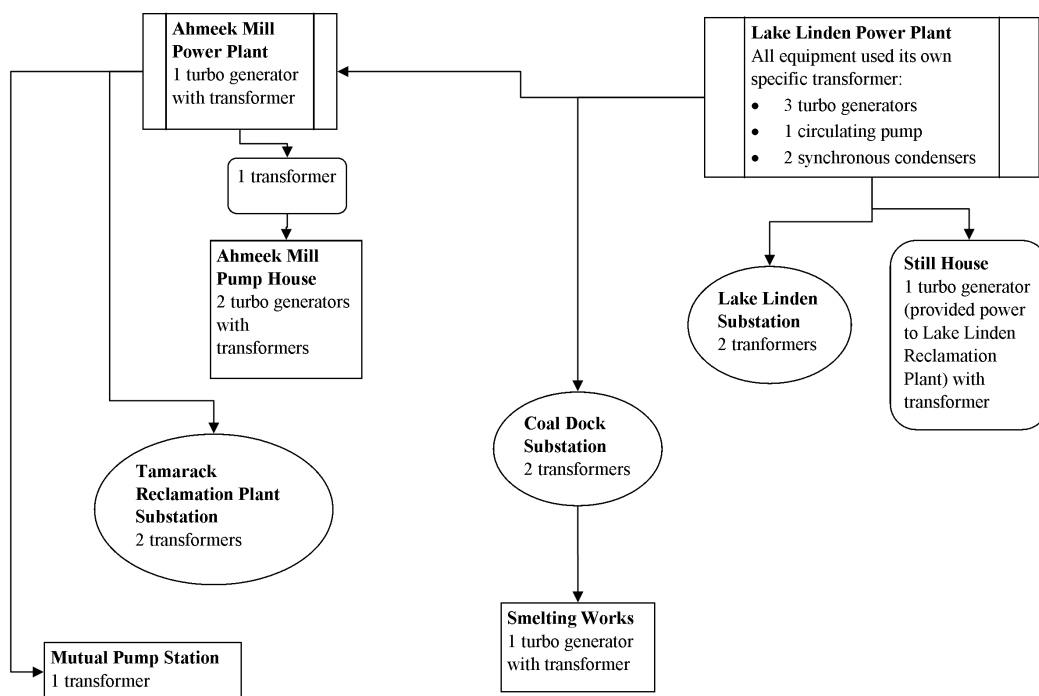 Ahmeek Mill
Power Plant
1 turbo generator
with transformer
Lake Linden Power Plant
All equipment used its own
specific transformer:
• 3 turbo generators
• 1 circulating pump
• 2 synchronous condensers
1 transformer
Ahmeek Mill
Pump House
2 turbo generators
with
transformers
Lake Linden
Substation
2 tranformers
Still House
1 turbo generator
(provided power
to Lake Linden
Reclamation
Plant) with
transformer
Coal Dock
Substation
2 transformers
Tamarack
Reclamation Plant
Substation
2 transformers
Smelting Works
1 turbo generator
with transformer
Mutual Pump Station
1 transformer